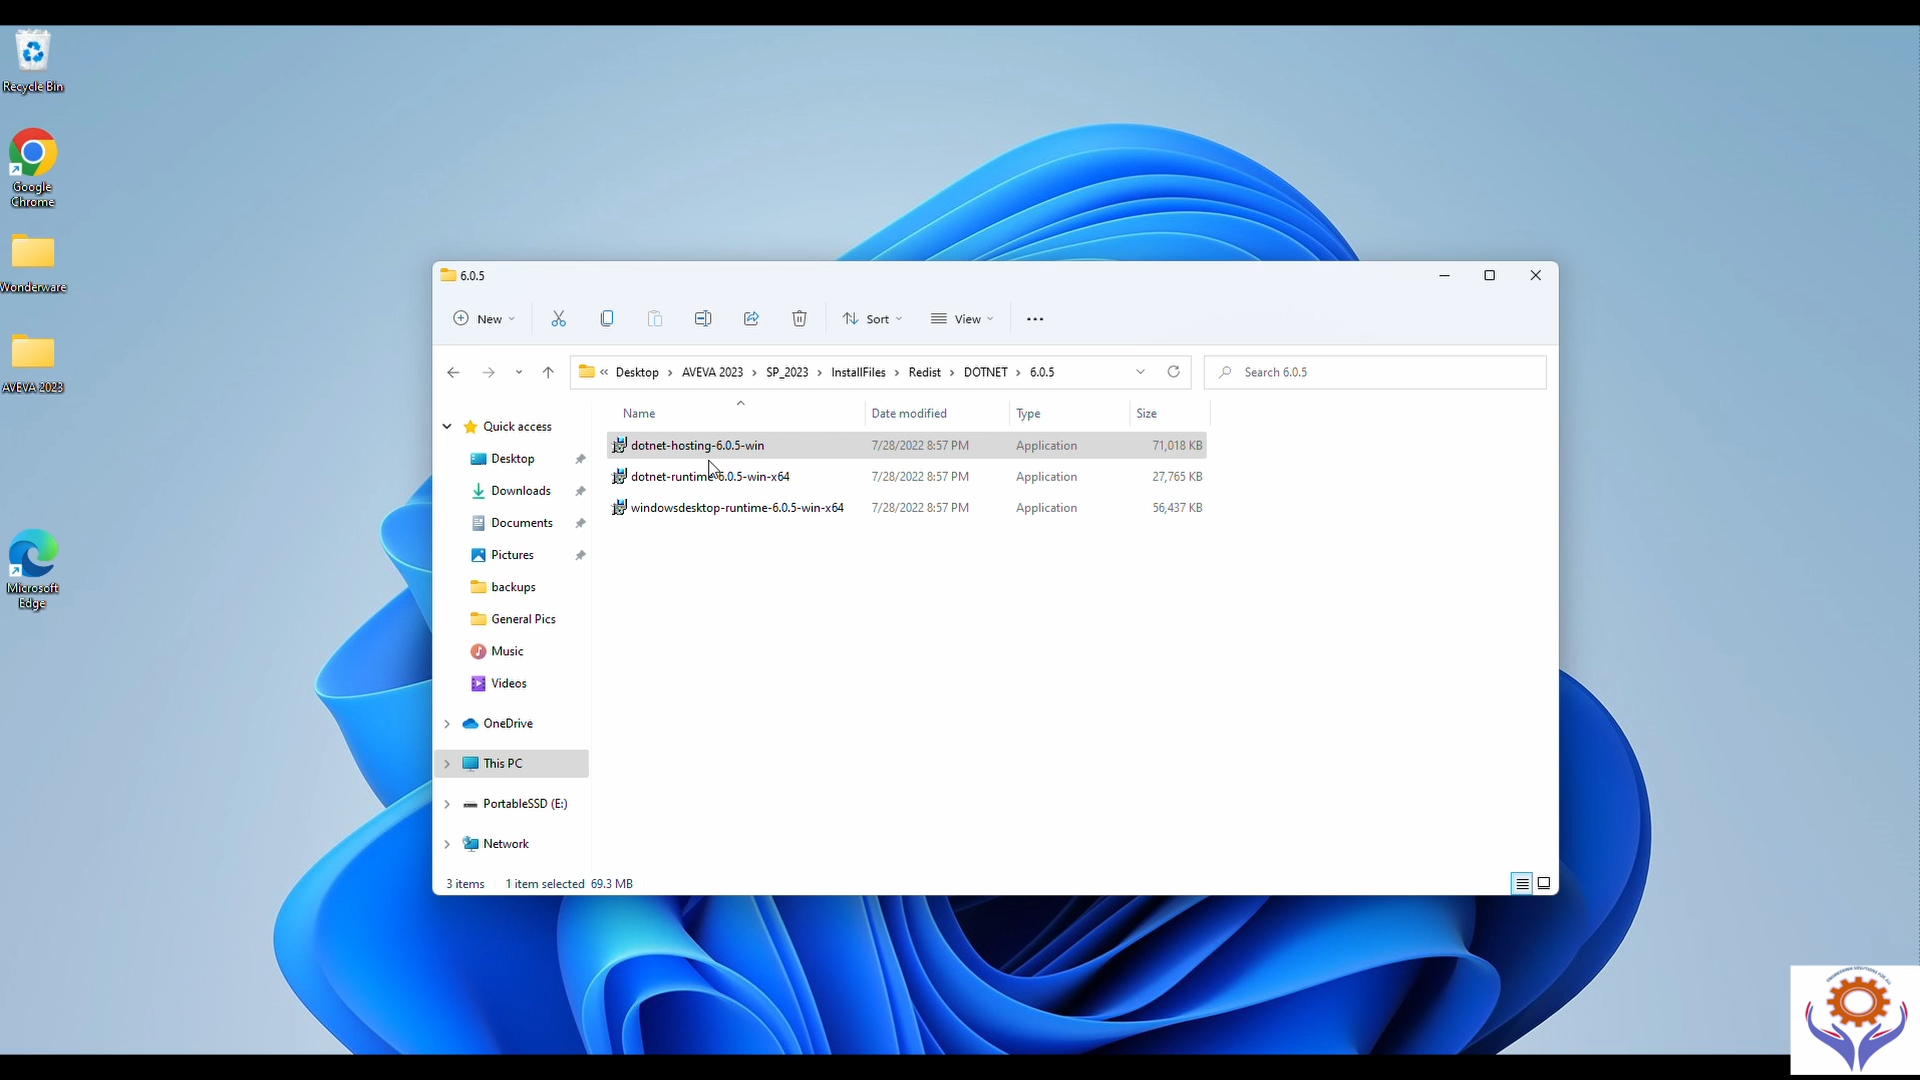 Recycle Bin
Google
Chrome
Wonderware
AVEVA 2023
Microsoft
Edge
6.0.5
New
Sort
View
« Desktop > AVEVA 2023 > SP_2023 > InstallFiles > Redist > DOTNET > 6.0.5
Search 6.0.5
Name Date modified Type Size
dotnet-hosting-6.0.5-win 7/28/2022 8:57 PM Application 71,018 KB
dotnet-runtime-6.0.5-win-x64 7/28/2022 8:57 PM Application 27,765 KB
windowsdesktop-runtime-6.0.5-win-x64 7/28/2022 8:57 PM Application 56,437 KB
Quick access
Desktop
Downloads
Documents
Pictures
backups
General Pics
Music
Videos
OneDrive
This PC
PortableSSD (E:)
Network
3 items 1 item selected 69.3 MB